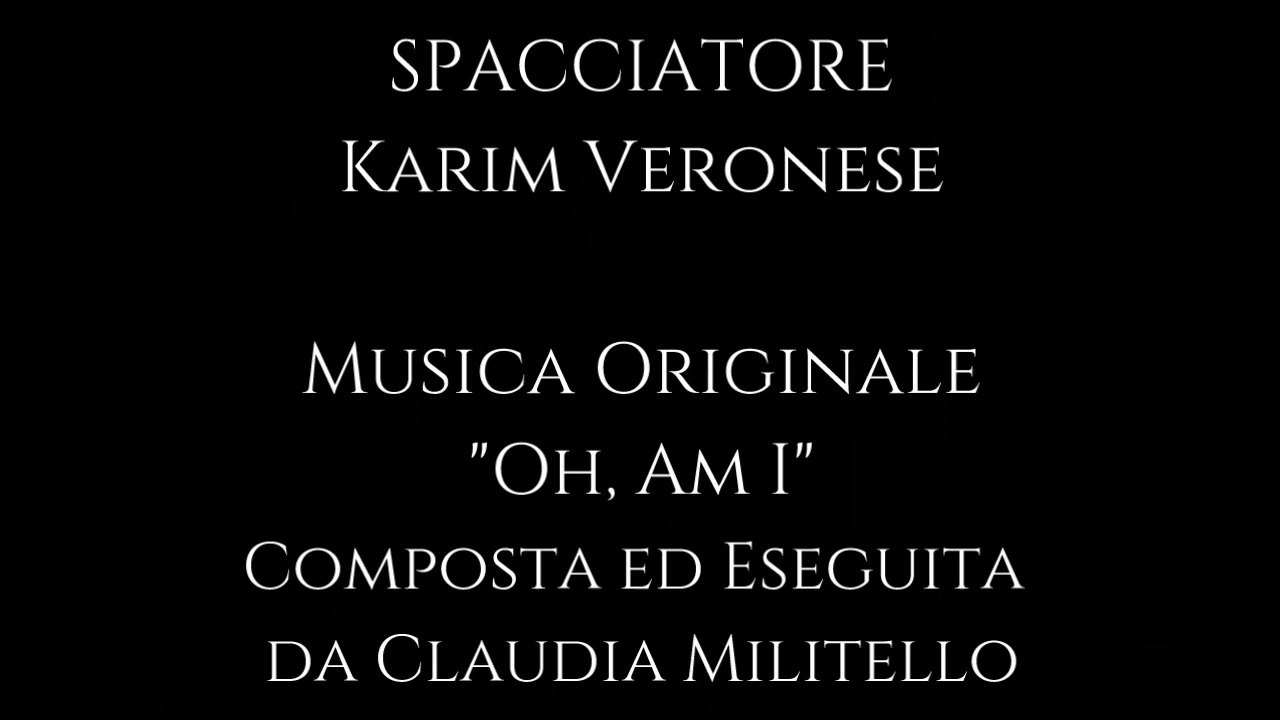 SPACCIATORE
Karim Veronese
Musica Originale
"Oh, Am I"
Composta ed Eseguita
da Claudia Militello